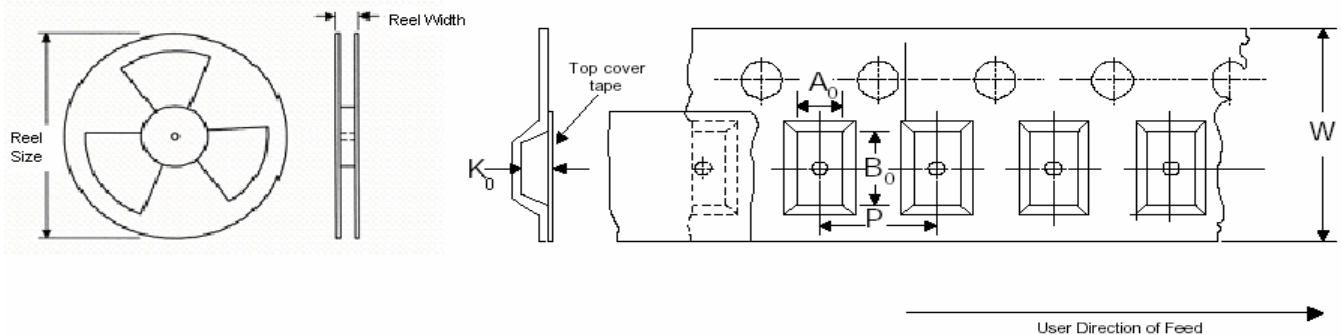 Reel Width
Reel
Size
Top cover
tape
K0
A0
B0
P
W
User Direction of Feed